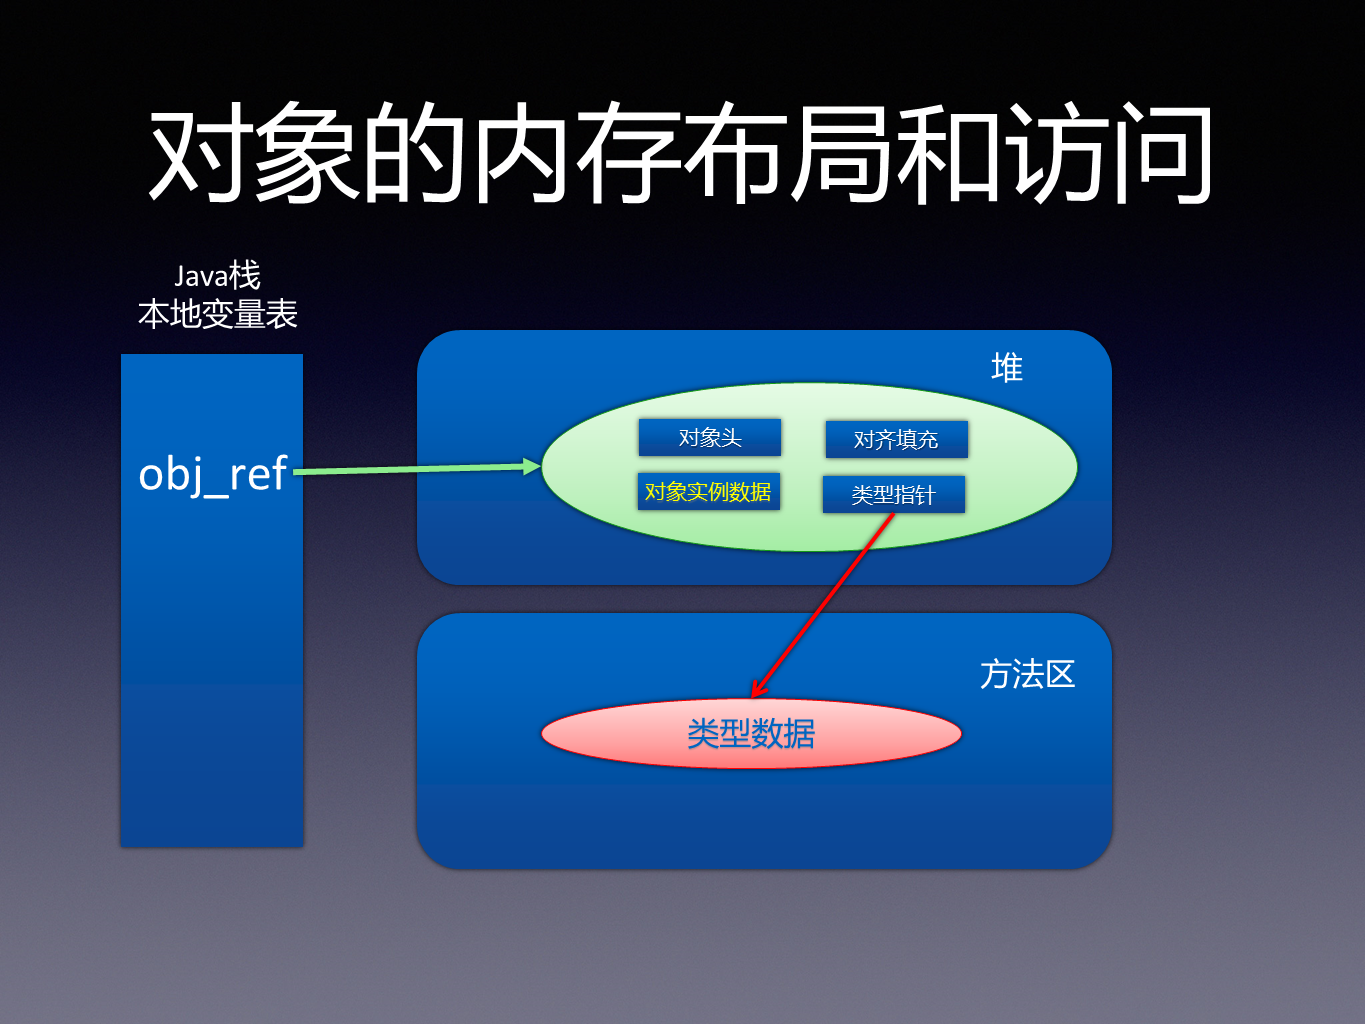 对象的内存布局和访问
Java栈
本地变量表
堆
对象头
对齐填充
obj_ref
对象实例数据
类型指针
方法区
类型数据